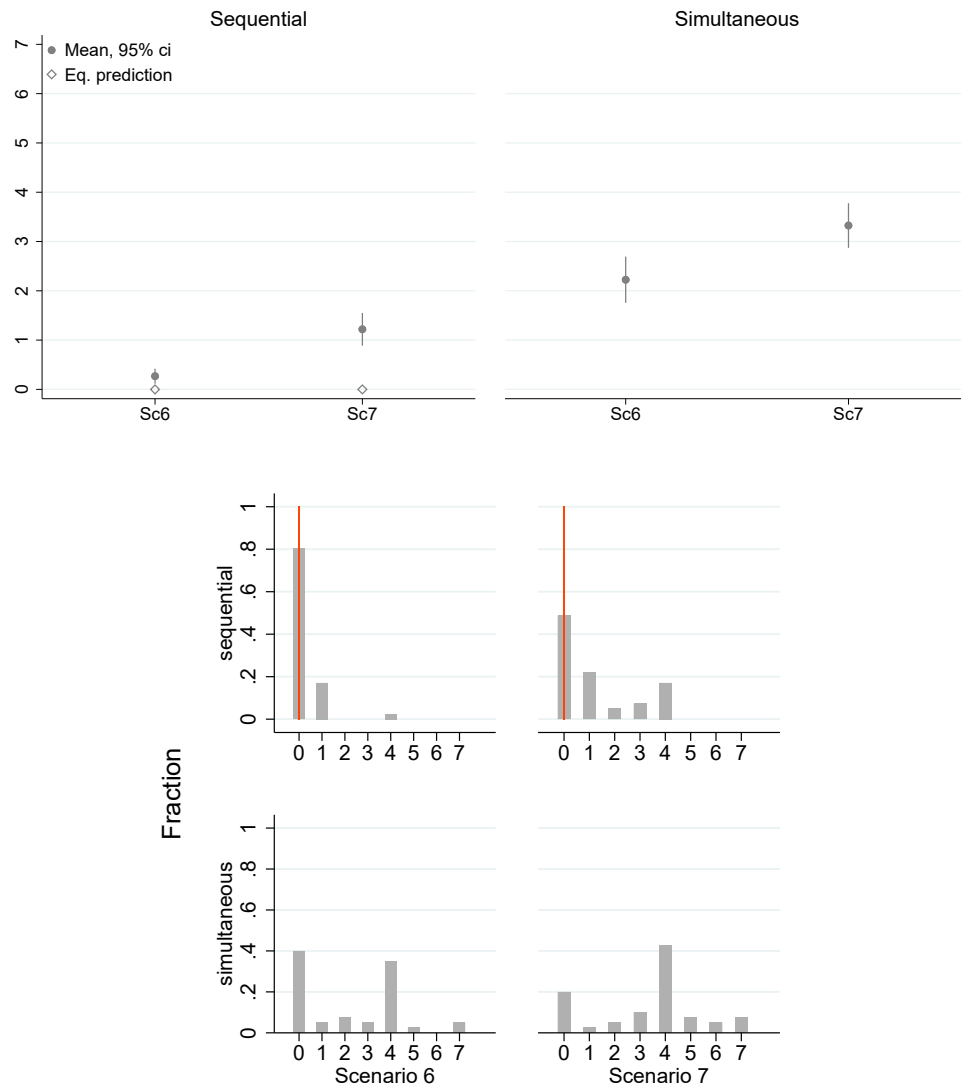 Sequential
Simultaneous
7
6
5
4
3
2
1
0
Mean, 95% ci
Eq. prediction
Sc6
Sc7
Sc6
Sc7
Fraction
sequential
1
.8
.6
.4
.2
0
0 1 2 3 4 5 6 7
0 1 2 3 4 5 6 7
simultaneous
1
.8
.6
.4
.2
0
0 1 2 3 4 5 6 7
0 1 2 3 4 5 6 7
Scenario 6
Scenario 7